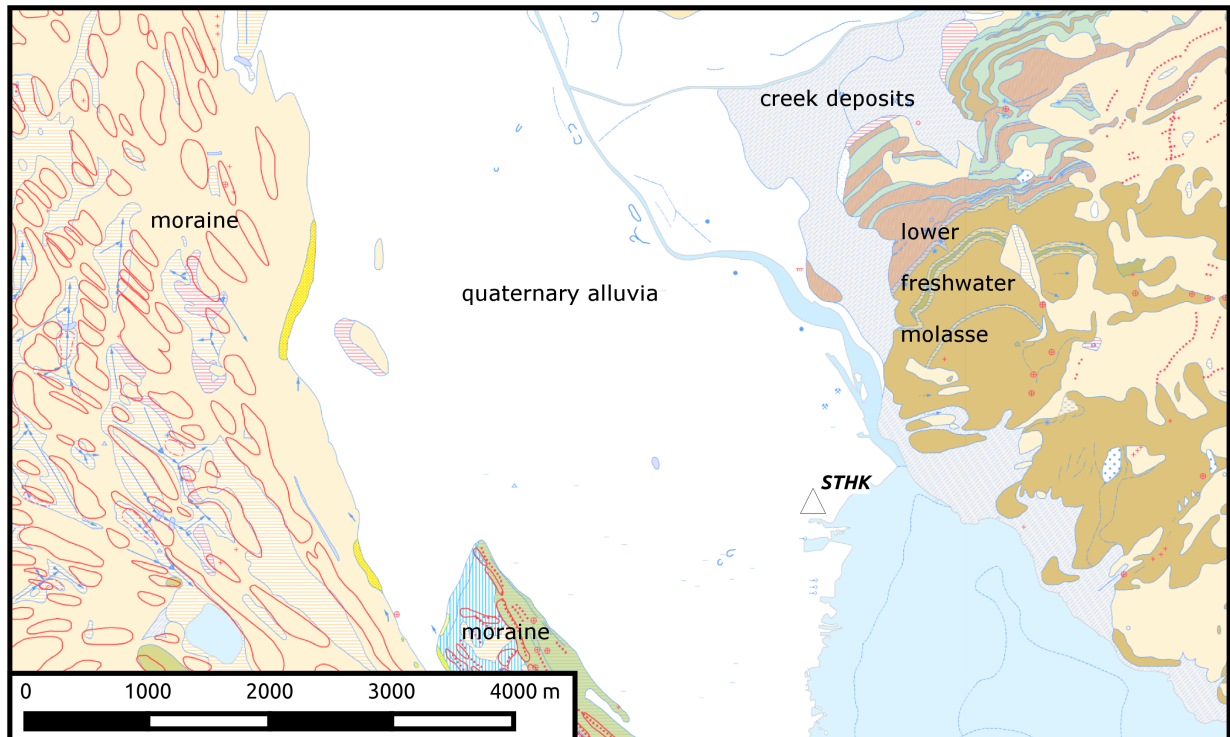 creek deposits
moraine
lower
freshwater
molasse
quaternary alluvia
STHK
moraine
0 1000 2000 3000 4000 m